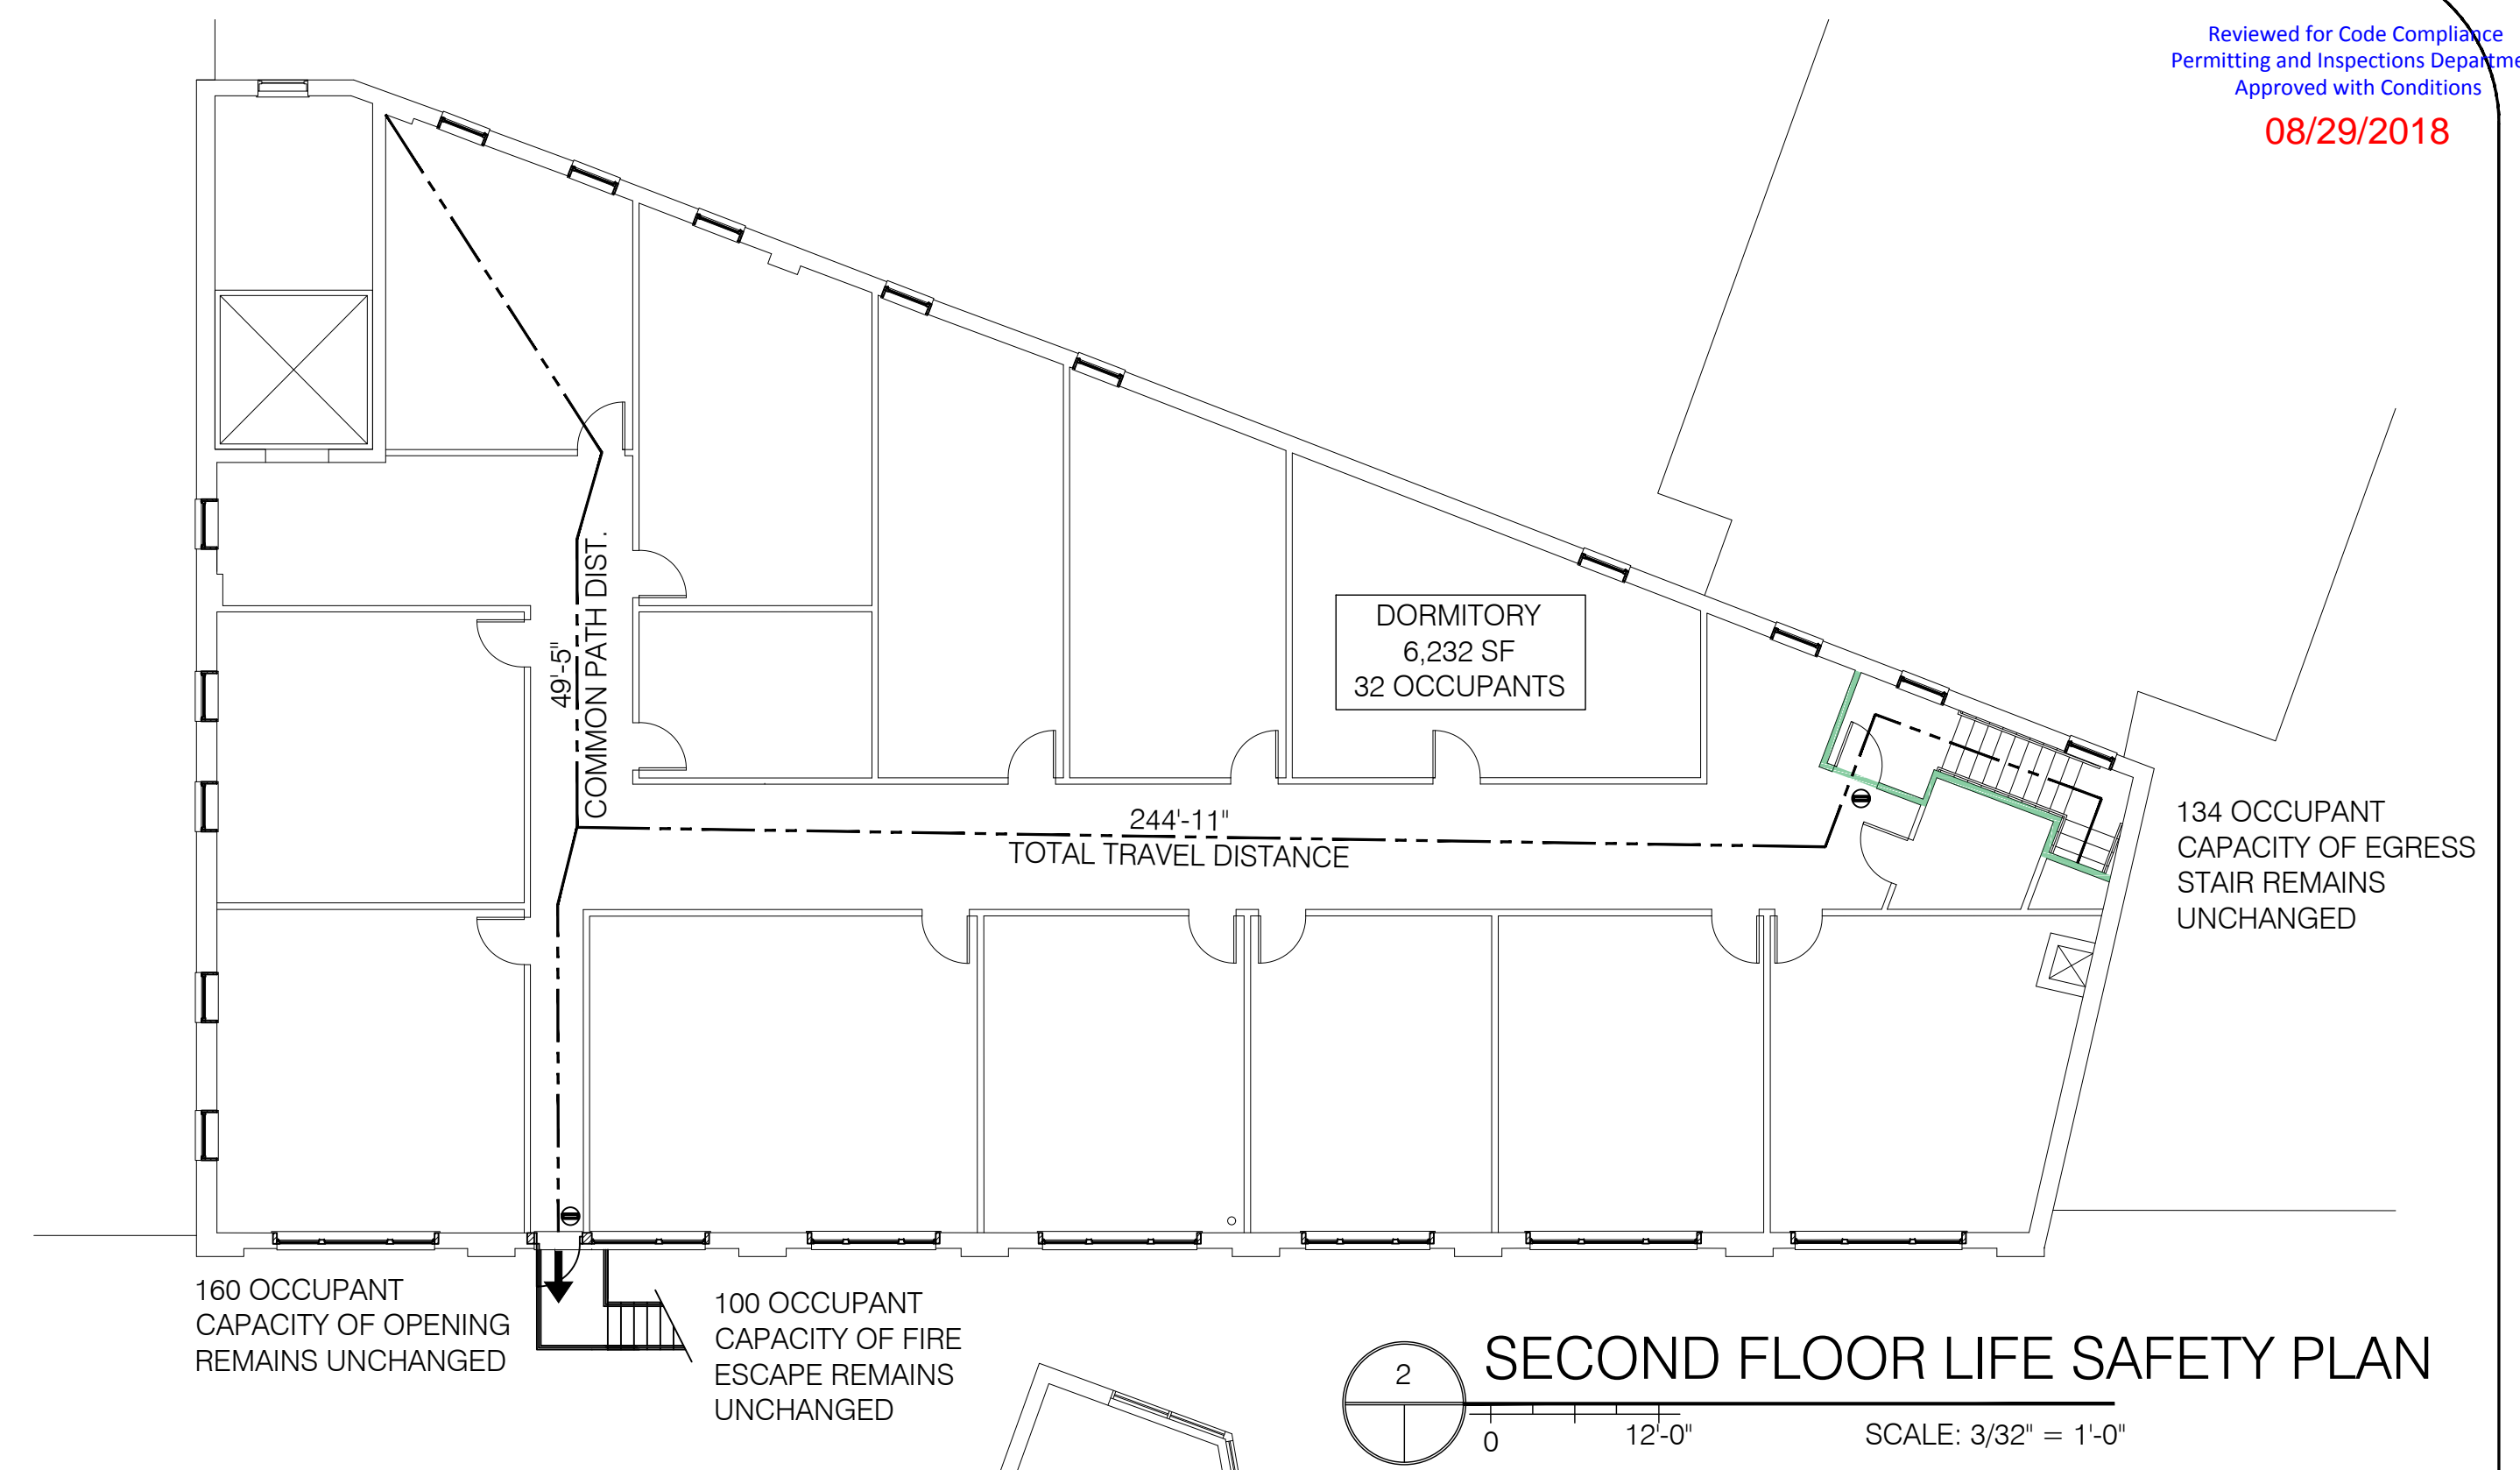 Reviewed for Code Compliance
Permitting and Inspections Departme
Approved with Conditions
08/29/2018
49'-5"
COMMON PATH DIST.
DORMITORY
6,232 SF
32 OCCUPANTS
244'-11"
TOTAL TRAVEL DISTANCE
134 OCCUPANT
CAPACITY OF EGRESS
STAIR REMAINS
UNCHANGED
160 OCCUPANT
CAPACITY OF OPENING
REMAINS UNCHANGED
100 OCCUPANT
CAPACITY OF FIRE
ESCAPE REMAINS
UNCHANGED
2
SECOND FLOOR LIFE SAFETY PLAN
0
12'-0"
SCALE: 3/32" = 1'-0"